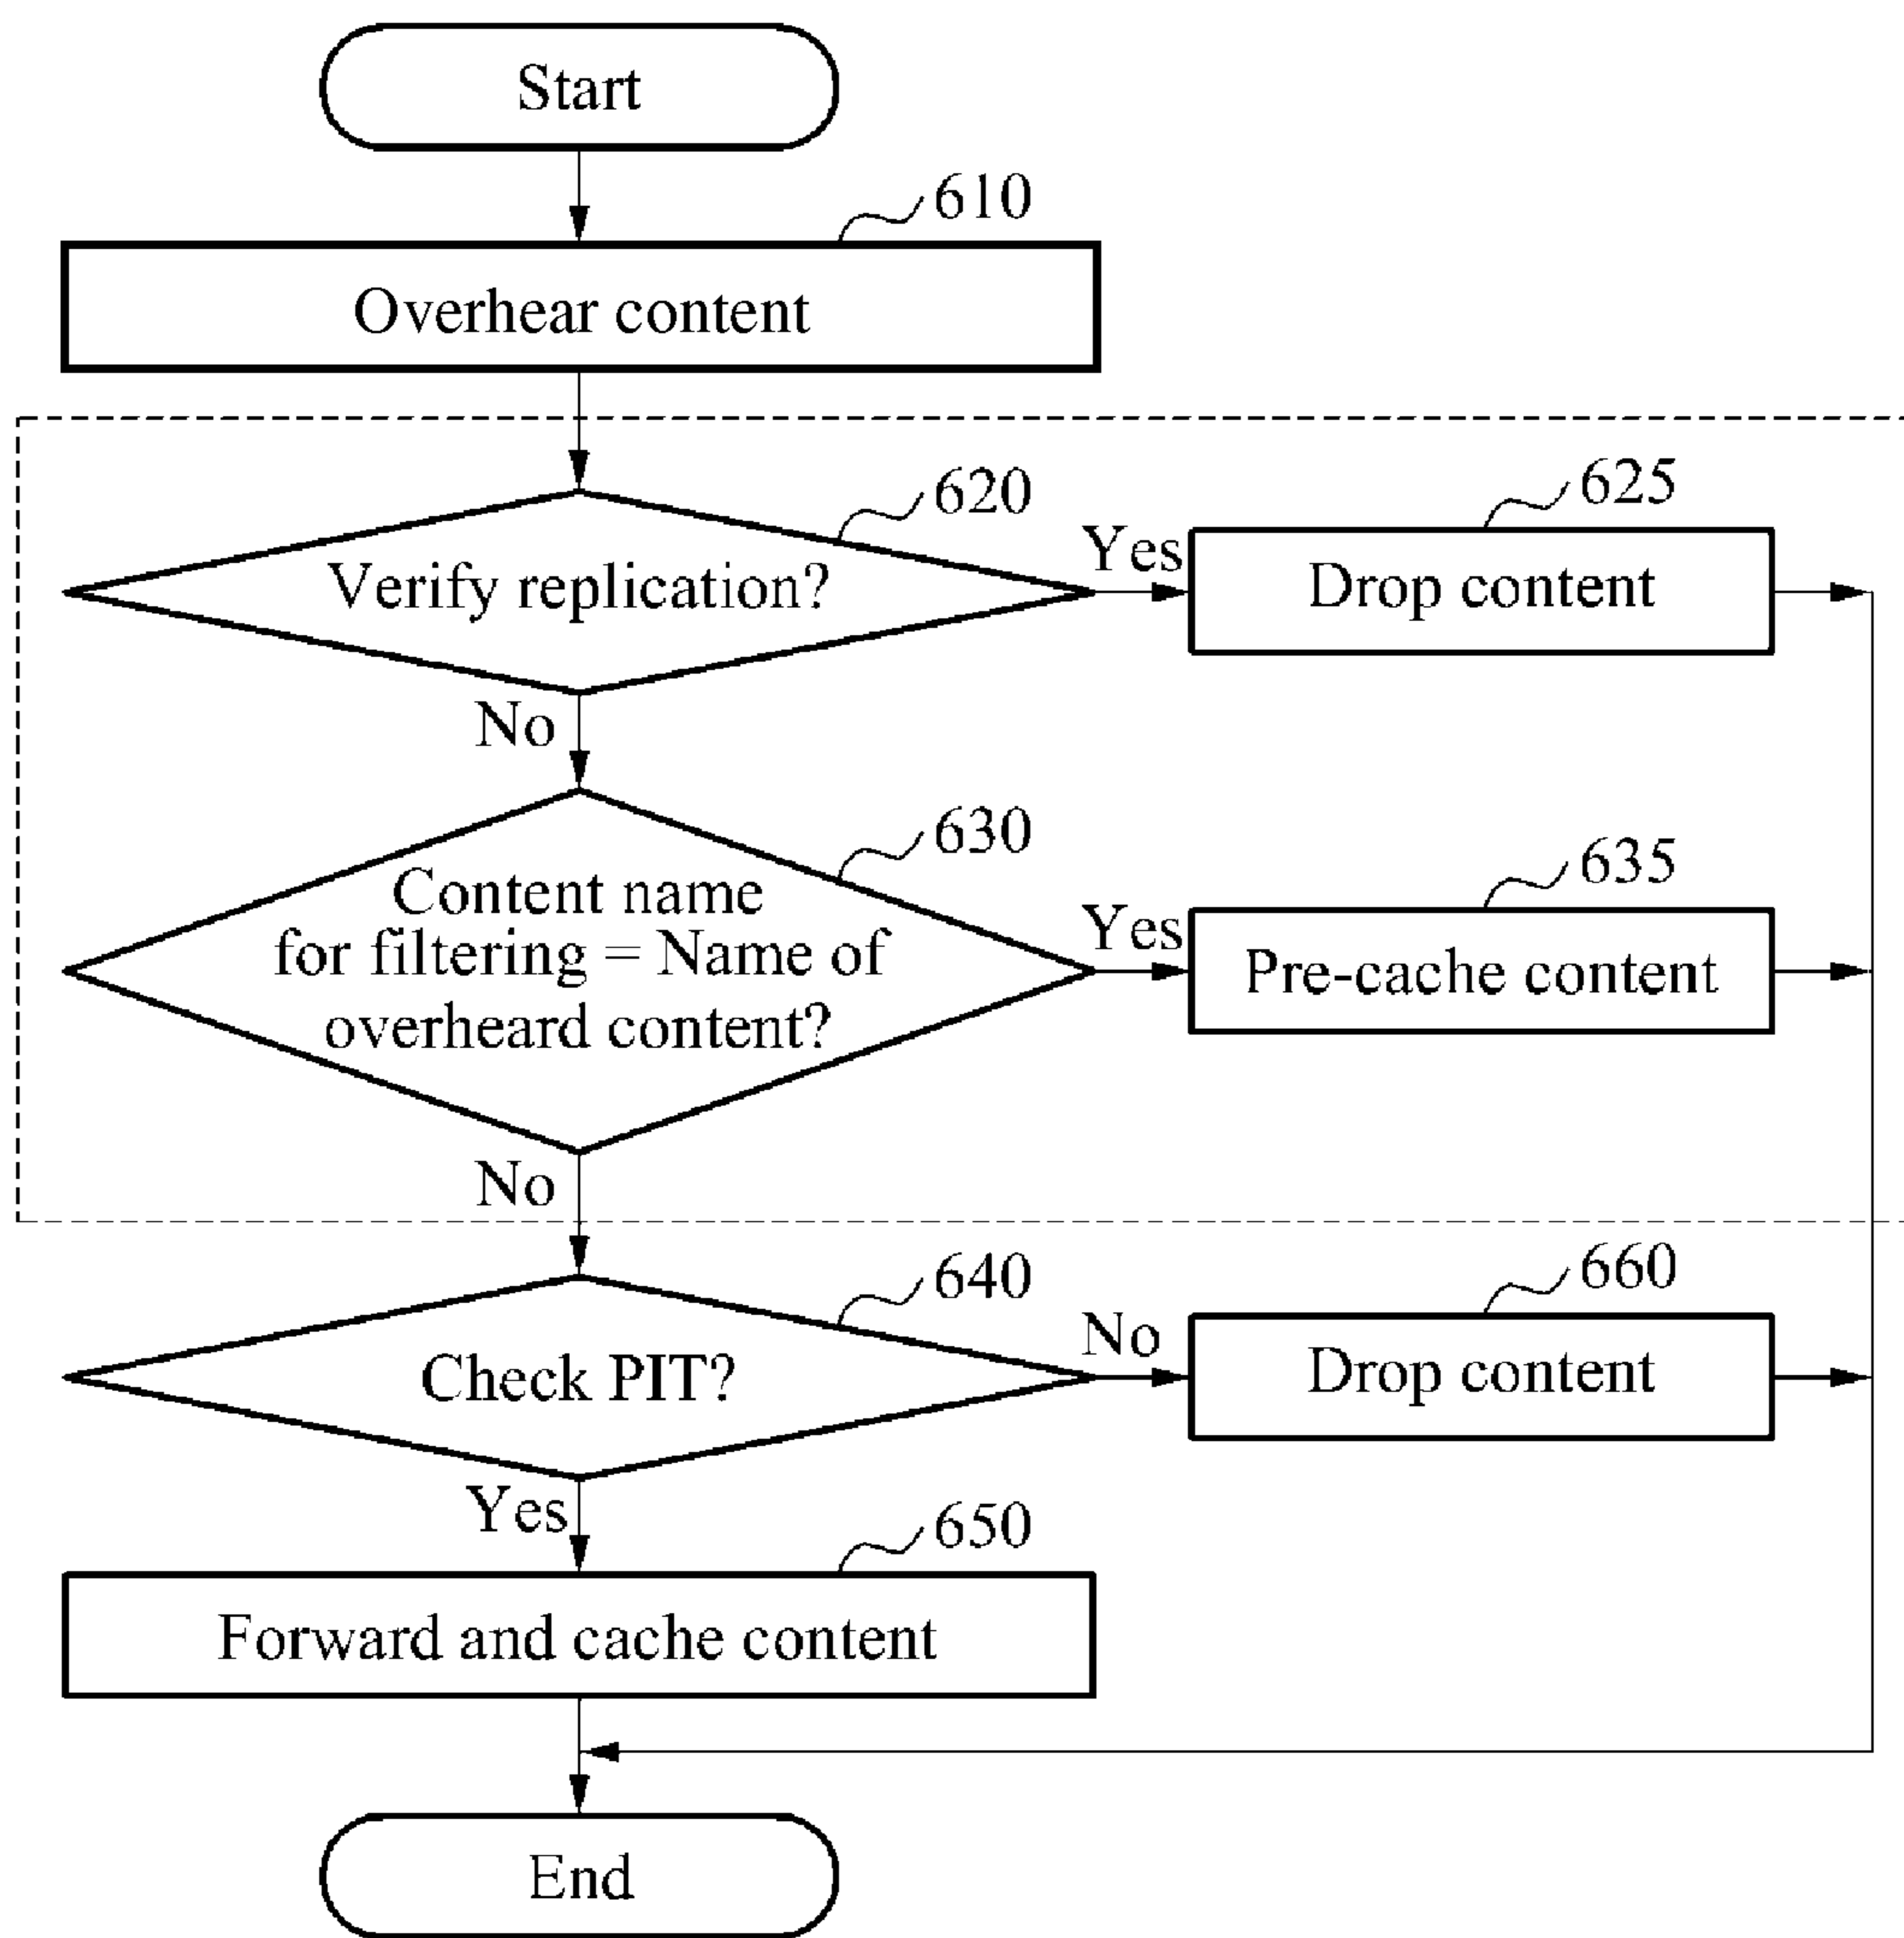 Start
610
Overhear content
620
625
Verify replication?
Yes
Drop content
No
630
635
Content name
for filtering = Name of
overheard content?
Yes
Pre-cache content
No
640
660
Check PIT?
No
Drop content
Yes
650
Forward and cache content
End